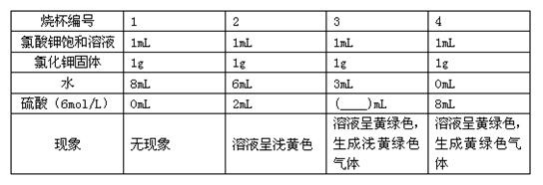 烧杯编号 1 2 3 4
氯酸钾饱和溶液 1mL 1mL 1mL 1mL
氯化钾固体 1g 1g 1g 1g
水 8mL 6mL 3mL 0mL
硫酸（6mol/L） 0mL 2mL (____)mL 8mL
现象 无现象 溶液呈浅黄色 溶液呈黄绿色，生成浅黄绿色气体 溶液呈黄绿色，生成黄绿色气体